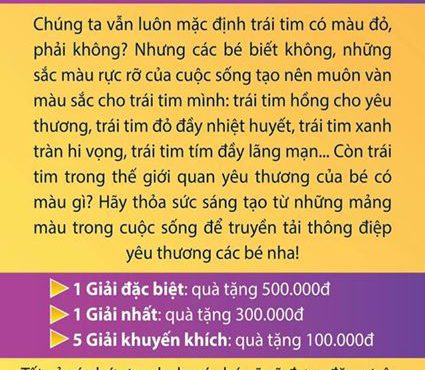 Chúng ta vẫn luôn mặc định trái tim có màu đỏ,
phải không? Nhưng các bé biết không, những
sắc màu rực rỡ của cuộc sống tạo nên muôn vàn
màu sắc cho trái tim mình: trái tim hồng cho yêu
thương, trái tim đỏ đầy nhiệt huyết, trái tim xanh
tràn hi vọng, trái tim tím đầy lãng mạn... Còn trái
tim trong thế giới quan yêu thương của bé có
màu gì? Hãy thỏa sức sáng tạo từ những mảng
màu trong cuộc sống để truyền tải thông điệp
yêu thương các bé nha!
1 Giải đặc biệt: quà tặng 500.000đ
1 Giải nhất: quà tặng 300.000đ
5 Giải khuyến khích: quà tặng 100.000đ